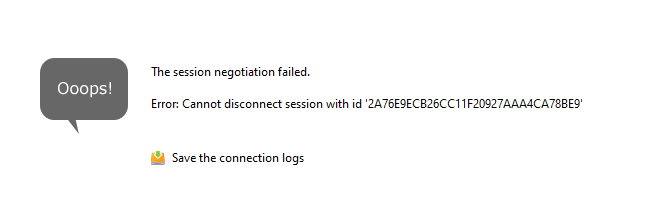 Ooops!
The session negotiation failed.
Error: Cannot disconnect session with id '2A76E9ECB26CC11F20927AAA4CA78BE9'
Save the connection logs